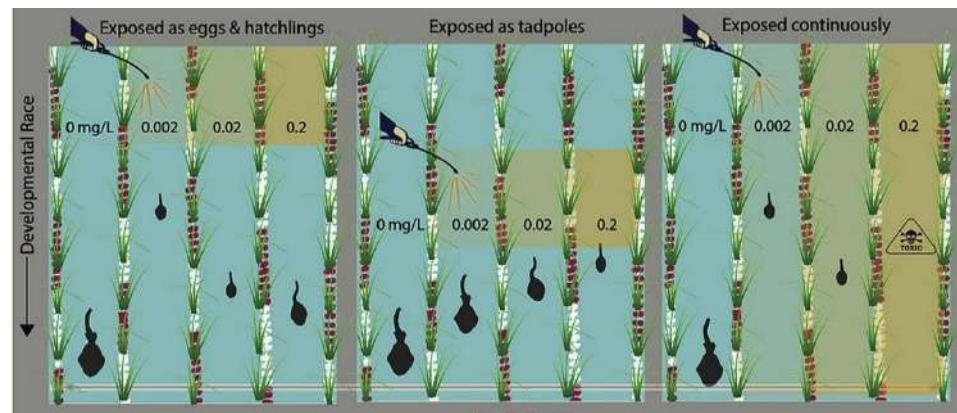 Exposed as eggs & hatchlings
Exposed as tadpoles
Exposed continuously
Developmental Race
0 mg/L 0.002 0.02 0.2
0 mg/L 0.002 0.02 0.2
0 mg/L 0.002 0.02 0.2
TOXIC